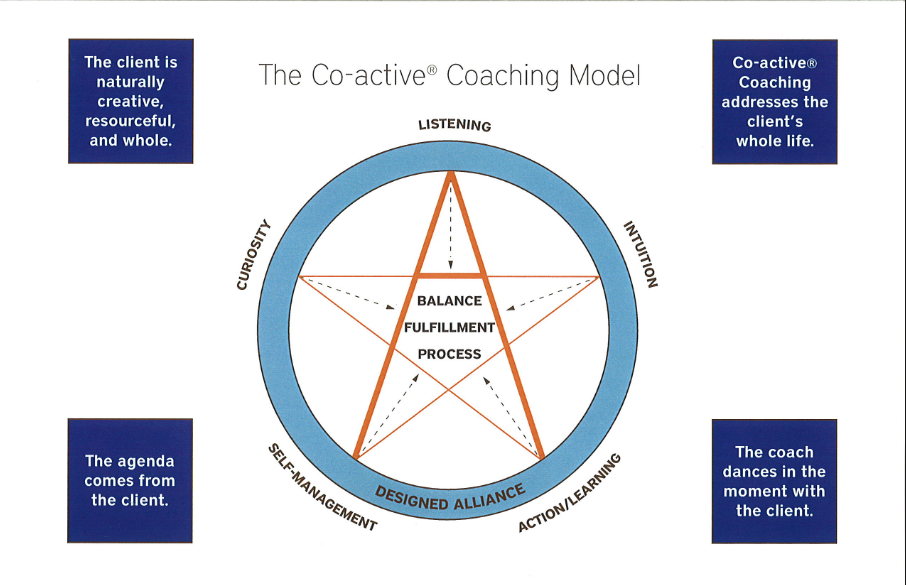 The client is
naturally
creative,
resourceful,
and whole.
The Co-active® Coaching Model
Co-active®
Coaching
addresses the
client's
whole life.
LISTENING
CURIOSITY
INTUITION
BALANCE
FULFILLMENT
PROCESS
SELF-MANAGEMENT
DESIGNED ALLIANCE
ACTION/LEARNING
The agenda
comes from
the client.
The coach
dances in the
moment with
the client.